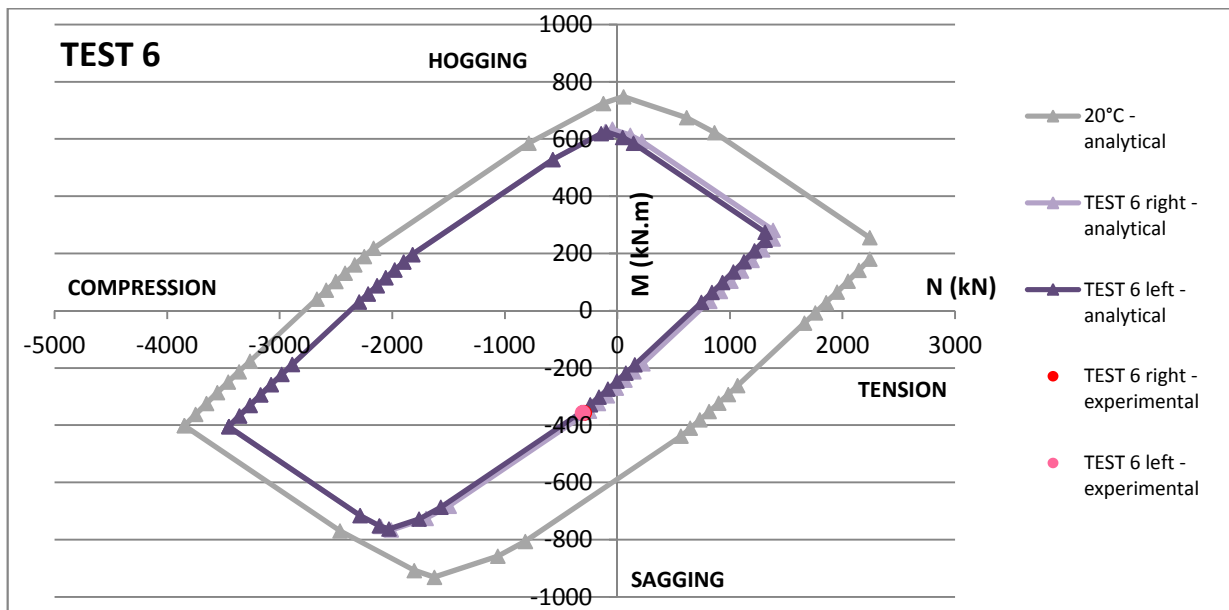 TEST 6
HOGGING
1000
800
600
400
200
0
-200
-400
-600
-800
-1000
M (kN.m)
COMPRESSION
N (kN)
-5000 -4000 -3000 -2000 -1000 0 1000 2000 3000
TENSION
SAGGING
20°C -
analytical
TEST 6 right -
analytical
TEST 6 left -
analytical
TEST 6 right -
experimental
TEST 6 left -
experimental